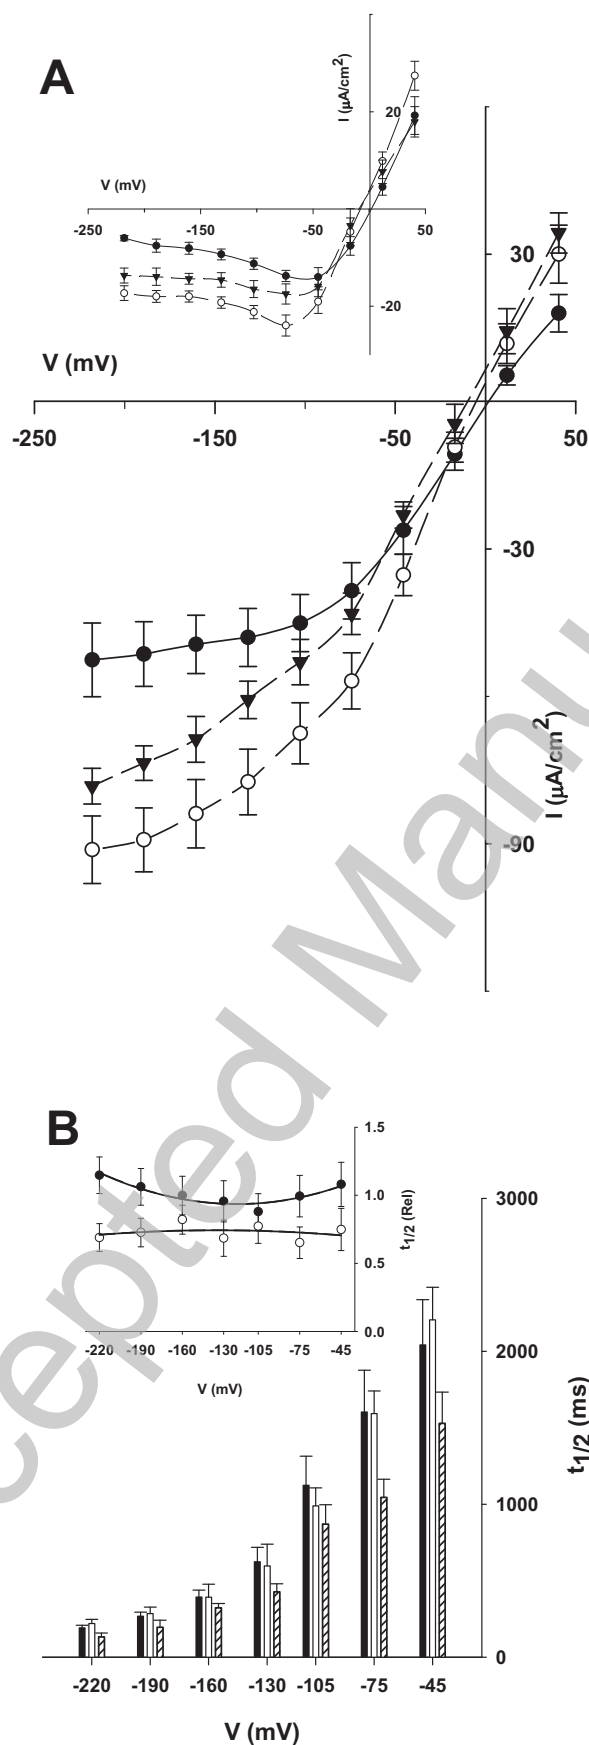 A
I (μA/cm2)
20
V (mV)
-250
-150
-50
50
-20
30
V (mV)
-250
-150
-50
50
-30
I (μA/cm2)
-90
cepted Manu
B
1.5
1.0
0.5
0.0
t1/2 (Rel)
-220 -190 -160 -130 -105 -75 -45
V (mV)
3000
2000
1000
0
t1/2 (ms)
-220 -190 -160 -130 -105 -75 -45
V (mV)